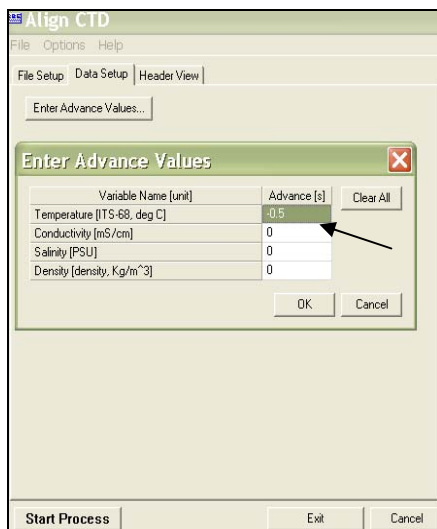 Align CTD
File Options Help
File Setup Data Setup Header View
Enter Advance Values...
Enter Advance Values
Variable Name [unit] Advance [s] Clear All
Temperature [ITS-68, deg C] -0.5
Conductivity [mS/cm] 0
Salinity [PSU] 0
Density [density, Kg/m^3] 0
OK Cancel
Start Process Exit Cancel